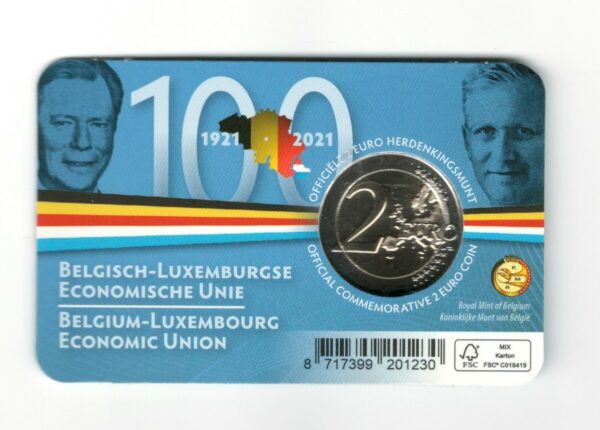 100
1921 2021
OFFICIËLE 2 EURO HERDENKINGSMUNT
2 EURO
OFFICIAL COMMEMORATIVE 2 EURO COIN
BELGISCH-LUXEMBURGSE
ECONOMISCHE UNIE
BELGIUM-LUXEMBOURG
ECONOMIC UNION
K
M
R
Royal Mint of Belgium
Koninklijke Munt van België
8 717399 201230
FSC
MIX
Karton
FSC® C018419